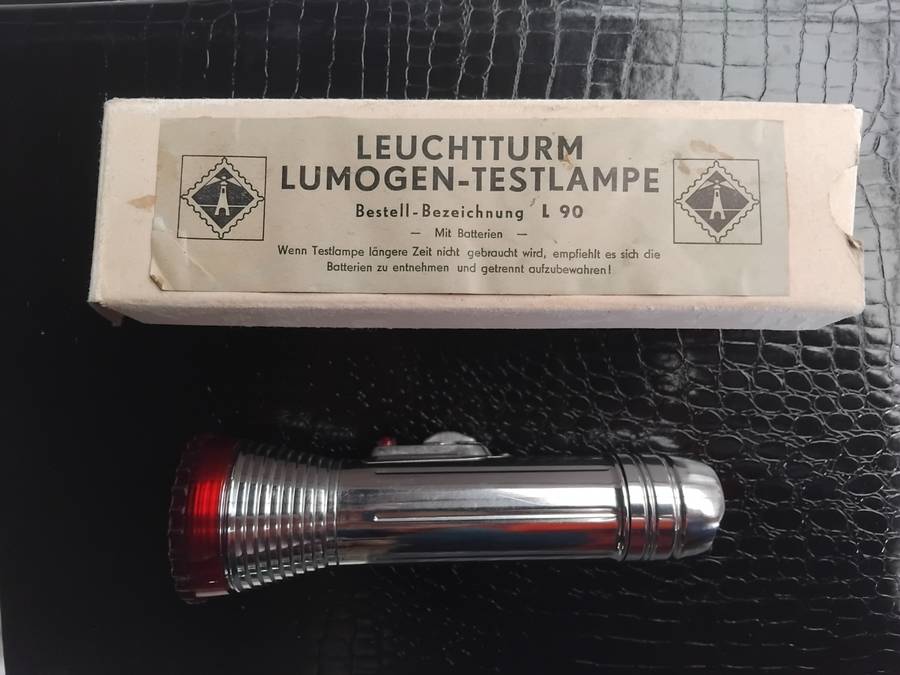 LEUCHTTURM
LUMOGEN-TESTLAMPE
Bestell-Bezeichnung L 90
— Mit Batterien —
Wenn Testlampe längere Zeit nicht gebraucht wird, empfiehlt es sich die
Batterien zu entnehmen und getrennt aufzubewahren!